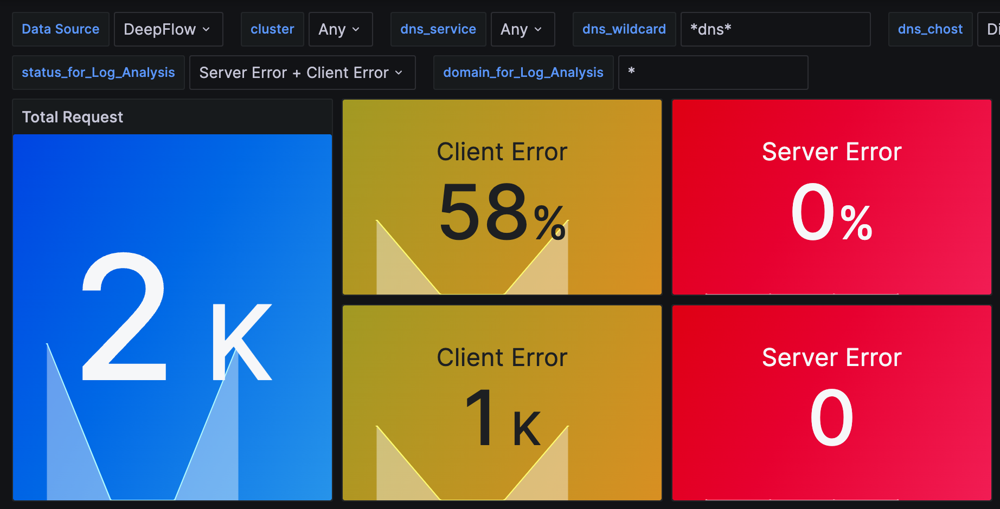 Data Source DeepFlow cluster Any dns_service Any dns_wildcard *dns* dns_chost
status_for_Log_Analysis Server Error + Client Error domain_for_Log_Analysis *
Total Request
2 K
Client Error
58%
Server Error
0%
Client Error
1 K
Server Error
0